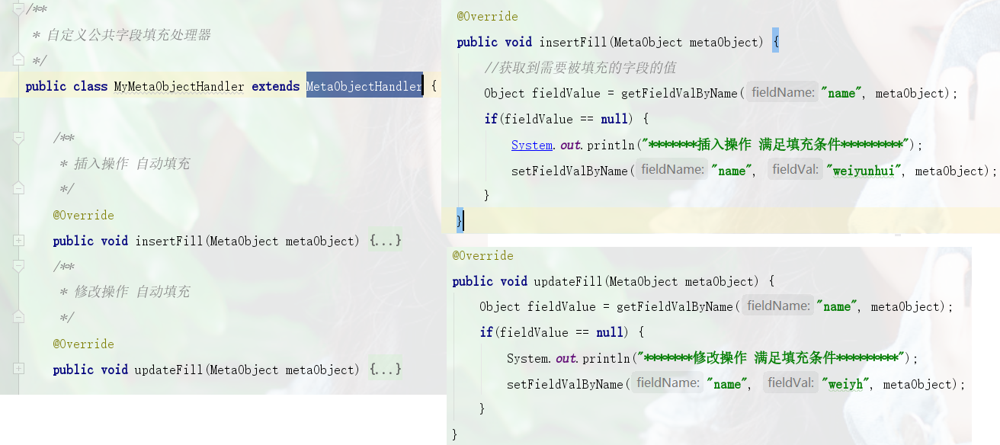 /**
* 自定义公共字段填充处理器
*/
public class MyMetaObjectHandler extends MetaObjectHandler {
/**
* 插入操作 自动填充
*/
@Override
public void insertFill(MetaObject metaObject) {...}
/**
* 修改操作 自动填充
*/
@Override
public void updateFill(MetaObject metaObject) {...}
@Override
public void insertFill(MetaObject metaObject) {
//获取到需要被填充的字段的值
Object fieldValue = getFieldValByName( fieldName: "name", metaObject);
if(fieldValue == null) {
System.out.println("*******插入操作 满足填充条件*********");
setFieldValByName( fieldName: "name", fieldVal: "weiyunhui", metaObject);
}
}
@Override
public void updateFill(MetaObject metaObject) {
Object fieldValue = getFieldValByName( fieldName: "name", metaObject);
if(fieldValue == null) {
System.out.println("*******修改操作 满足填充条件*********");
setFieldValByName( fieldName: "name", fieldVal: "weiyh", metaObject);
}
}